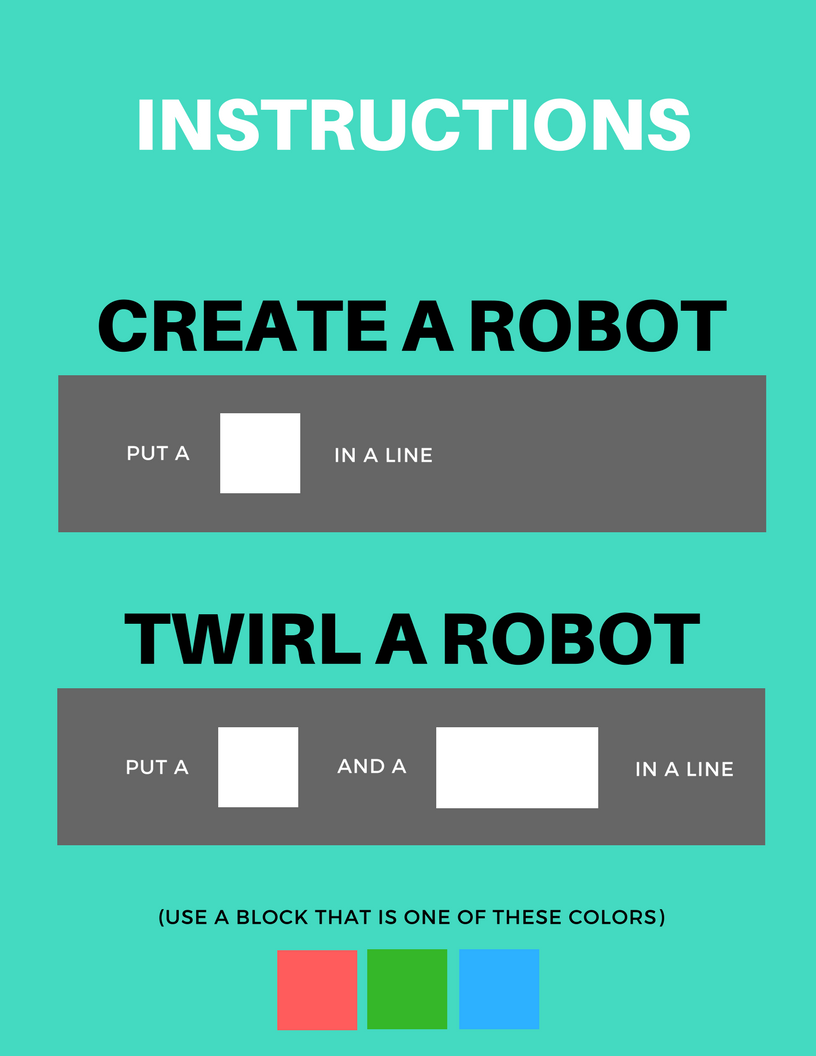 INSTRUCTIONS
CREATE A ROBOT
PUT A IN A LINE
TWIRL A ROBOT
PUT A AND A IN A LINE
(USE A BLOCK THAT IS ONE OF THESE COLORS)